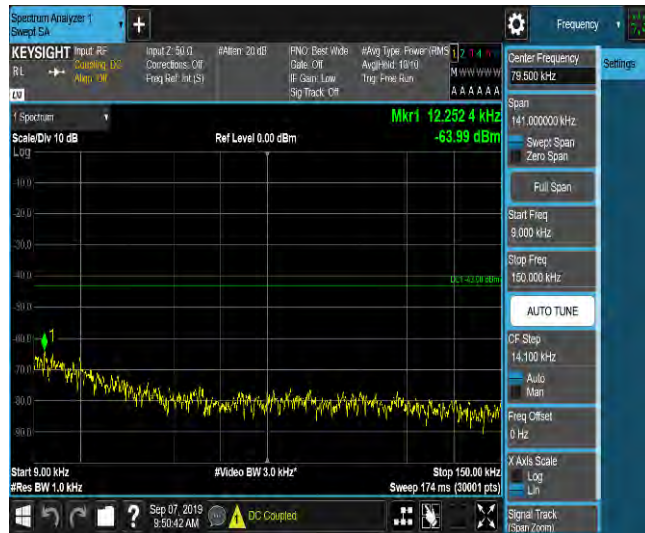 Spectrum Analyzer 1
Swept SA
+
Frequency
KEYSIGHT
RL
Input: RF
Coupling: DC
Align: Off
Input Z: 50 Ω
Corrections: Off
Freq Ref: Int (S)
#Atten: 20 dB
PNO: Best Wide
Gate: Off
IF Gain: Low
Sig Track: Off
#Avg Type: Power (RMS
Avg|Hold: 10/10
Trig: Free Run
1 2 3 4
M W W W W W
A A A A A A
1 Spectrum
Scale/Div 10 dB
Log
Ref Level 0.00 dBm
Mkr1 12.252 4 kHz
-63.99 dBm
-10.0
-20.0
-30.0
-40.0
-50.0
-60.0
-70.0
-80.0
-90.0
1
Start 9.00 kHz
#Res BW 1.0 kHz
#Video BW 3.0 kHz*
Stop 150.00 kHz
Sweep 174 ms (30001 pts)
?
Sep 07, 2019
9:50:42 AM
DC Coupled
Center Frequency
79.500 kHz
Settings
Span
141.000000 kHz
Swept Span
Zero Span
Full Span
Start Freq
9.000 kHz
Stop Freq
150.000 kHz
AUTO TUNE
CF Step
14.100 kHz
Auto
Man
Freq Offset
0 Hz
X Axis Scale
Log
Lin
Signal Track
(Span Zoom)